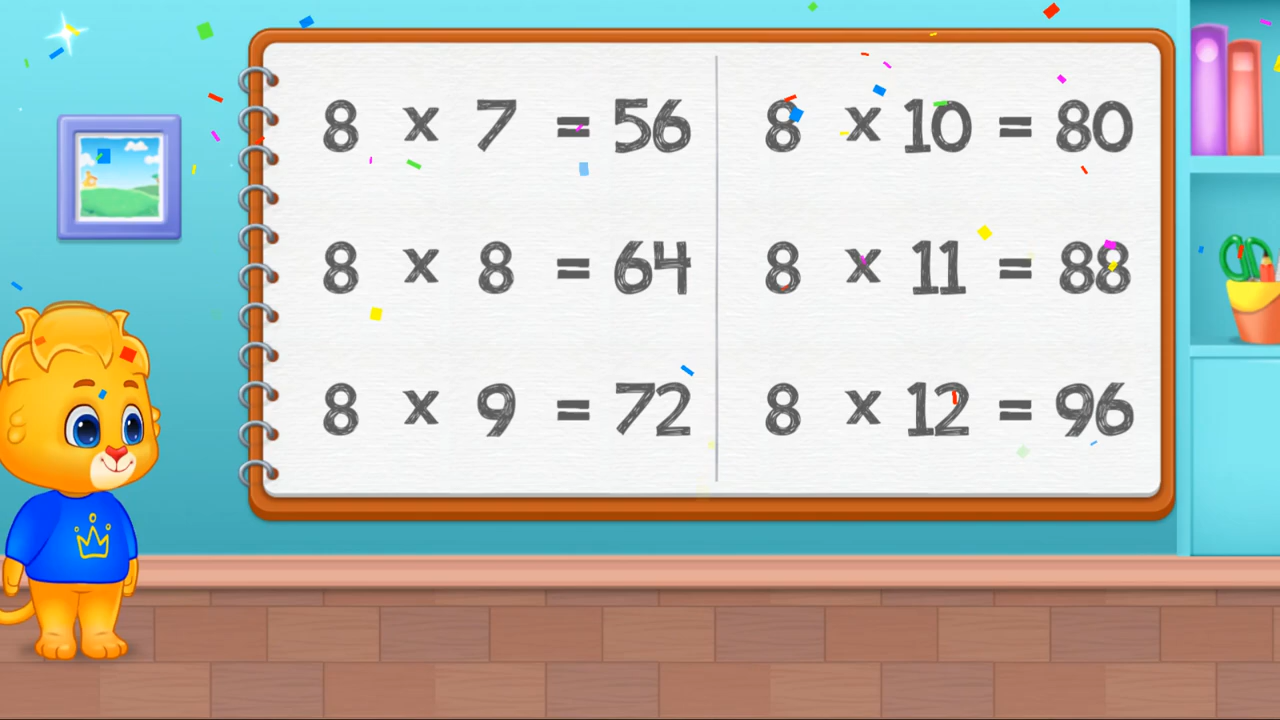 8 x 7 = 56
8 x 8 = 64
8 x 9 = 72
8 x 10 = 80
8 x 11 = 88
8 x 12 = 96